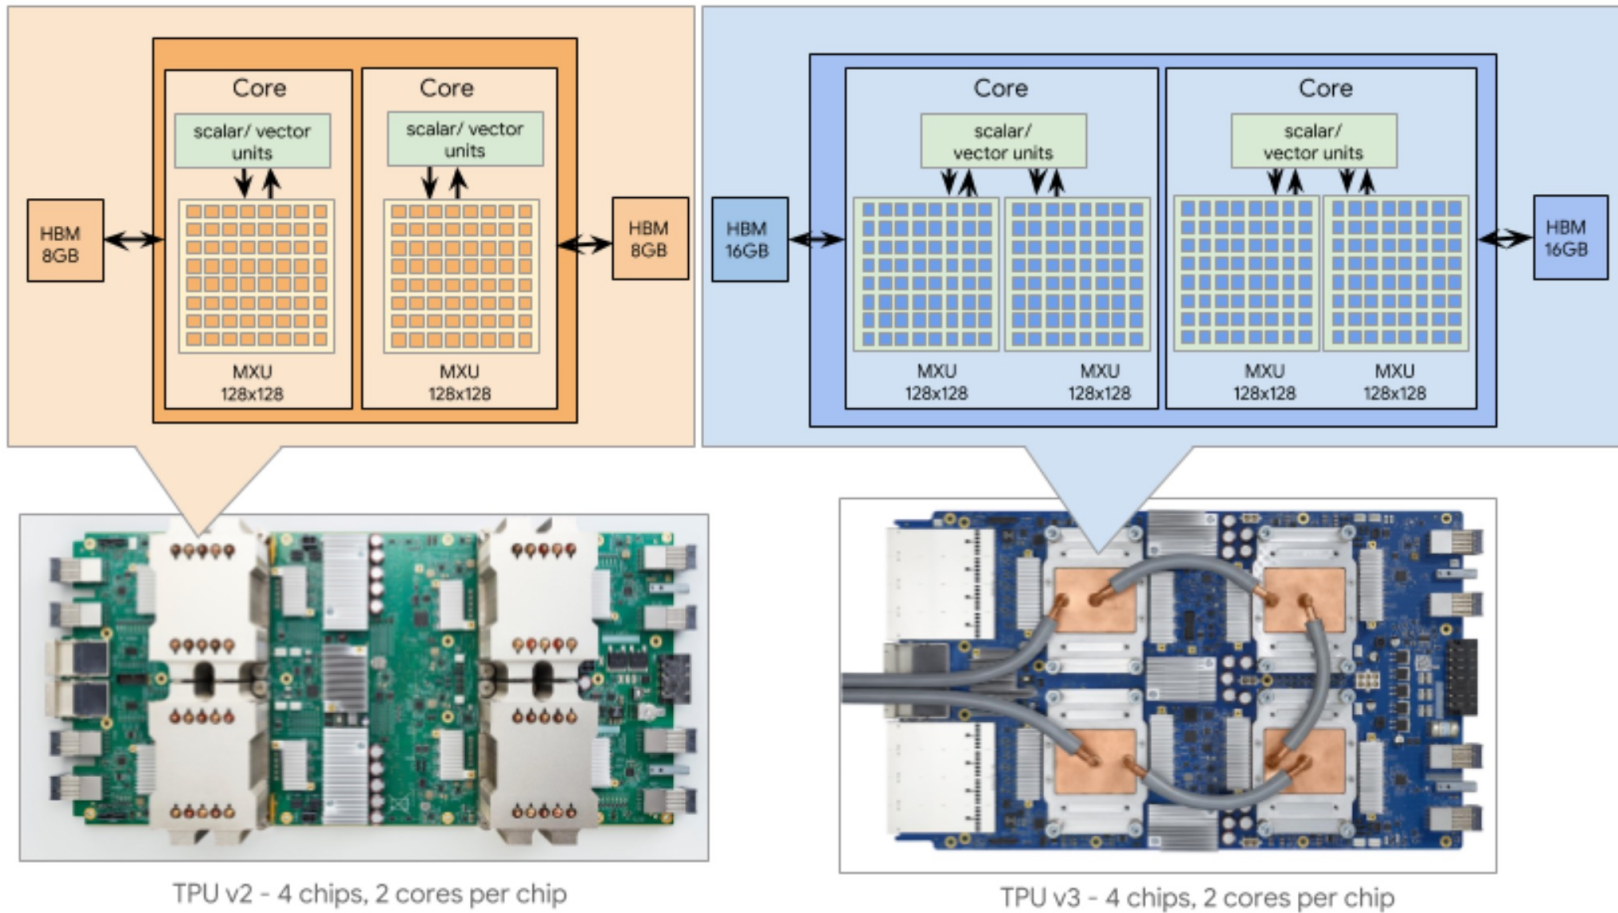 Core
Core
scalar/ vector
units
scalar/ vector
units
HBM
8GB
HBM
8GB
MXU
128x128
MXU
128x128
Core
Core
scalar/
vector units
scalar/
vector units
HBM
16GB
HBM
16GB
MXU
128x128
MXU
128x128
MXU
128x128
MXU
128x128
TPU v2 - 4 chips, 2 cores per chip
TPU v3 - 4 chips, 2 cores per chip